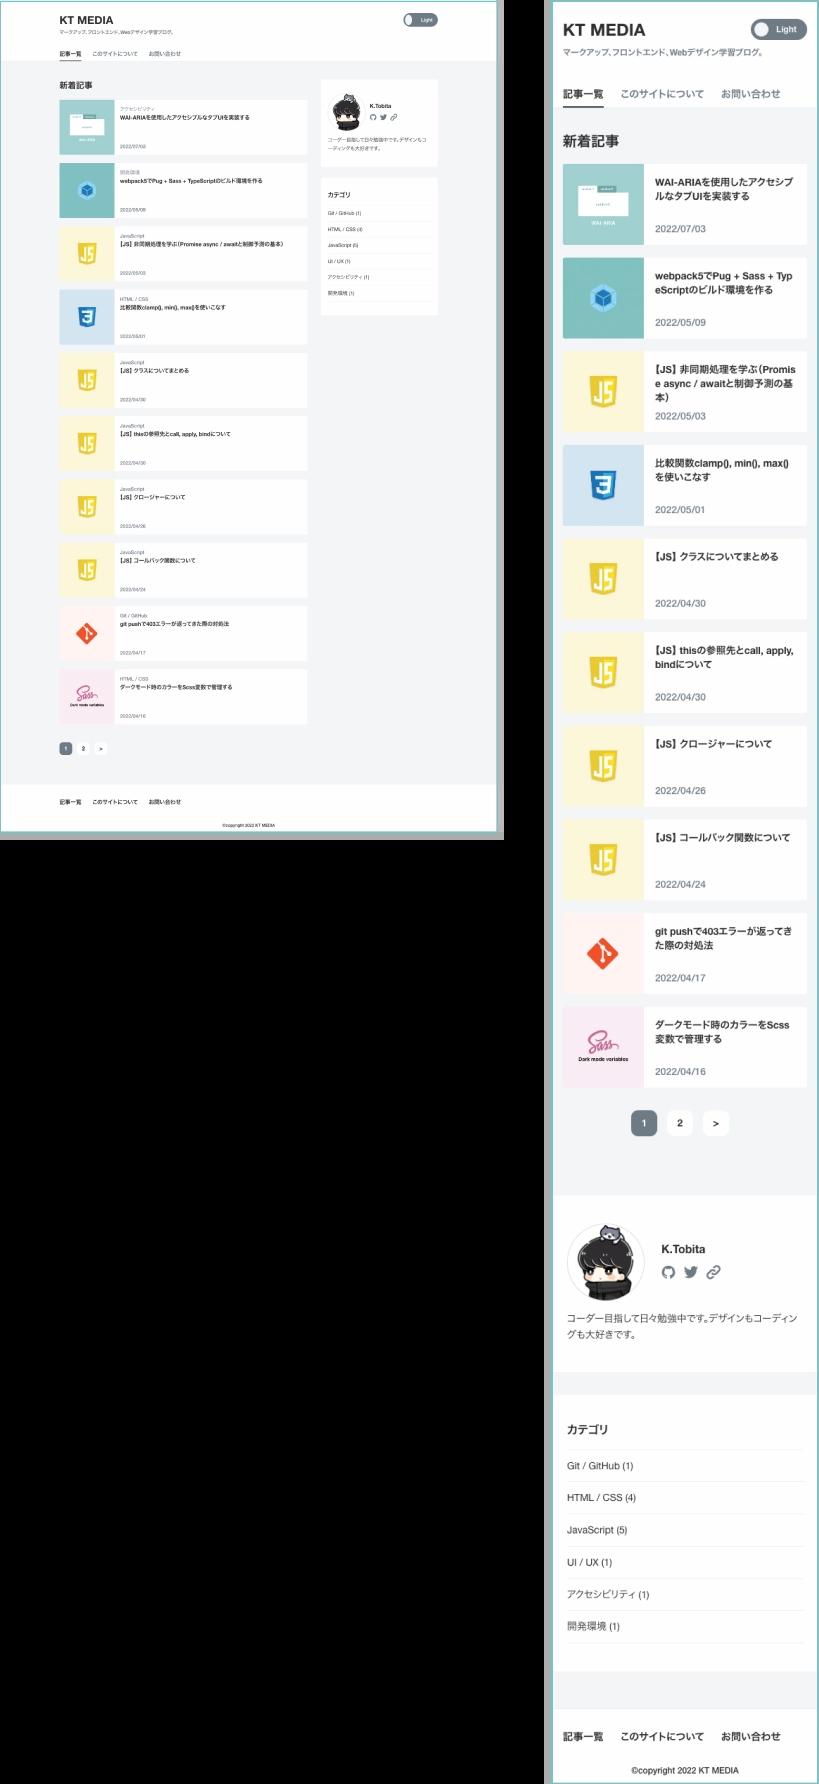 KT MEDIA
マークアップ、フロントエンド、Webデザイン学習ブログ。
Light
記事一覧 このサイトについて お問い合わせ
新着記事
アクセシビリティ
WAI-ARIAを使用したアクセシブルなタブUIを実装する
2022/07/03
開発環境
webpack5でPug + Sass + TypeScriptのビルド環境を作る
2022/05/09
JavaScript
【JS】 非同期処理を学ぶ（Promise async / awaitと制御予測の基本）
2022/05/03
HTML / CSS
比較関数clamp(), min(), max()を使いこなす
2022/05/01
JavaScript
【JS】 クラスについてまとめる
2022/04/30
JavaScript
【JS】 thisの参照先とcall, apply, bindについて
2022/04/30
JavaScript
【JS】 クロージャーについて
2022/04/26
JavaScript
【JS】 コールバック関数について
2022/04/24
Git / GitHub
git pushで403エラーが返ってきた際の対処法
2022/04/17
HTML / CSS
Sass
Dark mode variables
ダークモード時のカラーをScss変数で管理する
2022/04/16
1 2 >
K.Tobita
コーダー目指して日々勉強中です。デザインもコ
ーディングも大好きです。
カテゴリ
Git / GitHub (1)
HTML / CSS (4)
JavaScript (5)
UI / UX (1)
アクセシビリティ (1)
開発環境 (1)
記事一覧 このサイトについて お問い合わせ
©copyright 2022 KT MEDIA
KT MEDIA
Light
マークアップ、フロントエンド、Webデザイン学習ブログ。
記事一覧 このサイトについて お問い合わせ
新着記事
WAI-ARIA
WAI-ARIAを使用したアクセシブ
ルなタブUIを実装する
2022/07/03
webpack5でPug + Sass + Typ
eScriptのビルド環境を作る
2022/05/09
JS
【JS】 非同期処理を学ぶ（Promis
e async / awaitと制御予測の基
本）
2022/05/03
3
比較関数clamp(), min(), max()
を使いこなす
2022/05/01
JS
【JS】 クラスについてまとめる
2022/04/30
JS
【JS】 thisの参照先とcall, apply,
bindについて
2022/04/30
JS
【JS】 クロージャーについて
2022/04/26
JS
【JS】 コールバック関数について
2022/04/24
git pushで403エラーが返ってき
た際の対処法
2022/04/17
Sass
Dark mode variables
ダークモード時のカラーをScss
変数で管理する
2022/04/16
1 2 >
K.Tobita
コーダー目指して日々勉強中です。デザインもコーディン
グも大好きです。
カテゴリ
Git / GitHub (1)
HTML / CSS (4)
JavaScript (5)
UI / UX (1)
アクセシビリティ (1)
開発環境 (1)
記事一覧 このサイトについて お問い合わせ
©copyright 2022 KT MEDIA